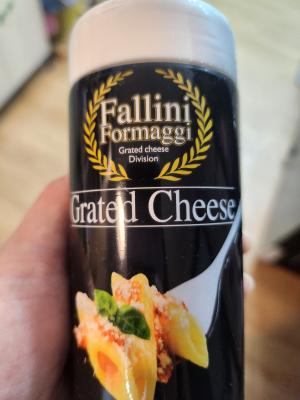 Fallini
Formaggi
Grated cheese
Division
Grated Cheese